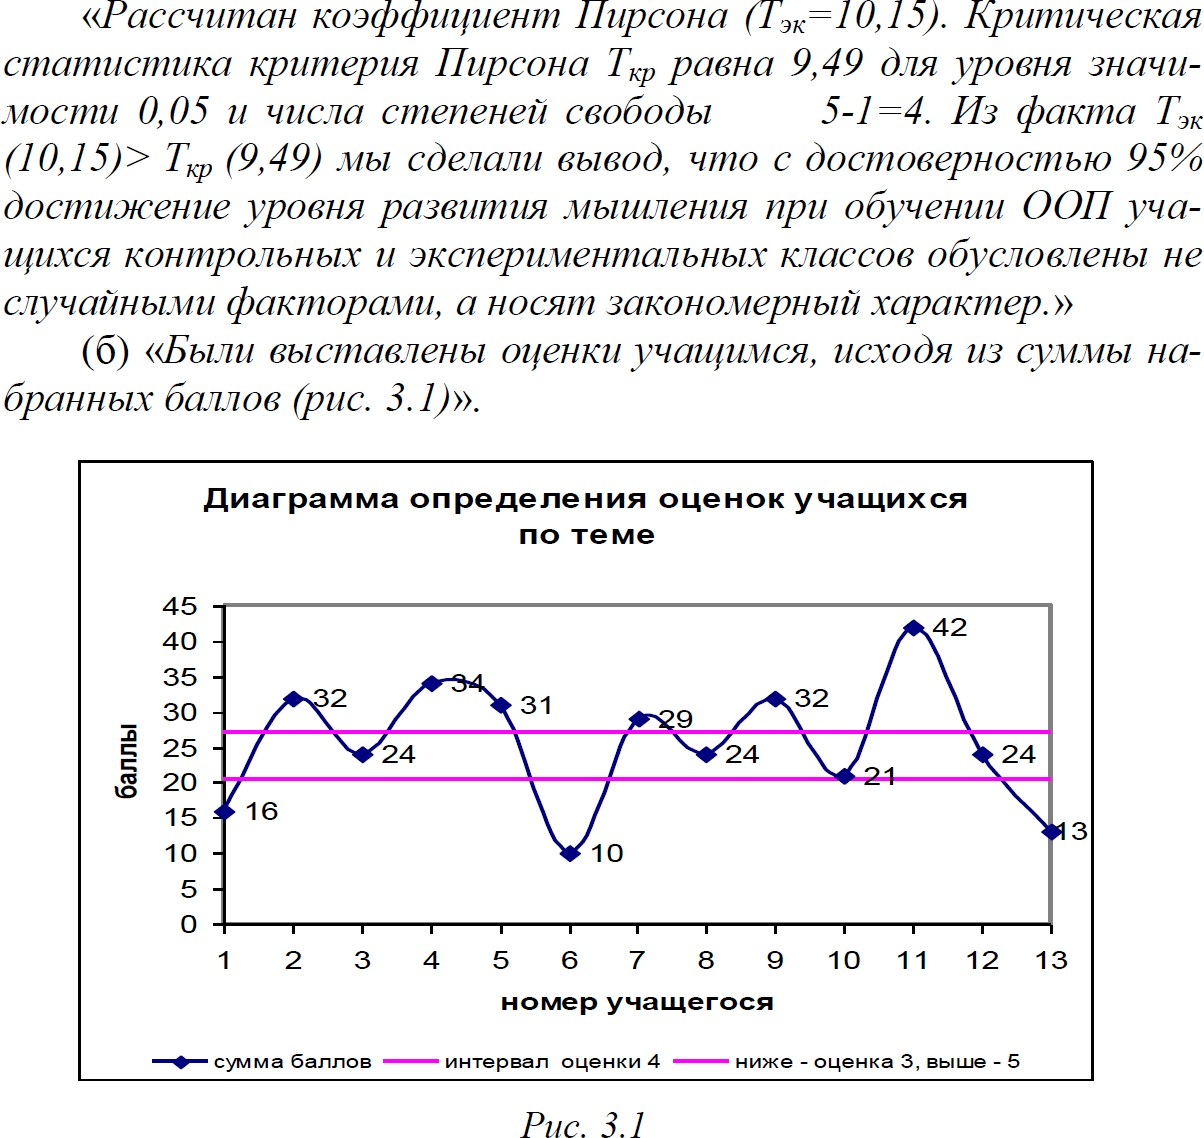 «Рассчитан коэффициент Пирсона (Тэк=10,15). Критическая
статистика критерия Пирсона Ткр равна 9,49 для уровня значи-
мости 0,05 и числа степеней свободы 5-1=4. Из факта Тэк
(10,15)> Ткр (9,49) мы сделали вывод, что с достоверностью 95%
достижение уровня развития мышления при обучении ООП уча-
щихся контрольных и экспериментальных классов обусловлены не
случайными факторами, а носят закономерный характер.»
(б) «Были выставлены оценки учащимся, исходя из суммы на-
бранных баллов (рис. 3.1)».
Диаграмма определения оценок учащихся
по теме
баллы
45
40
35
30
25
20
15
10
5
0
16
32
24
34
31
10
29
24
32
21
42
24
13
1 2 3 4 5 6 7 8 9 10 11 12 13
номер учащегося
сумма баллов интервал оценки 4 ниже - оценка 3, выше - 5
Рис. 3.1